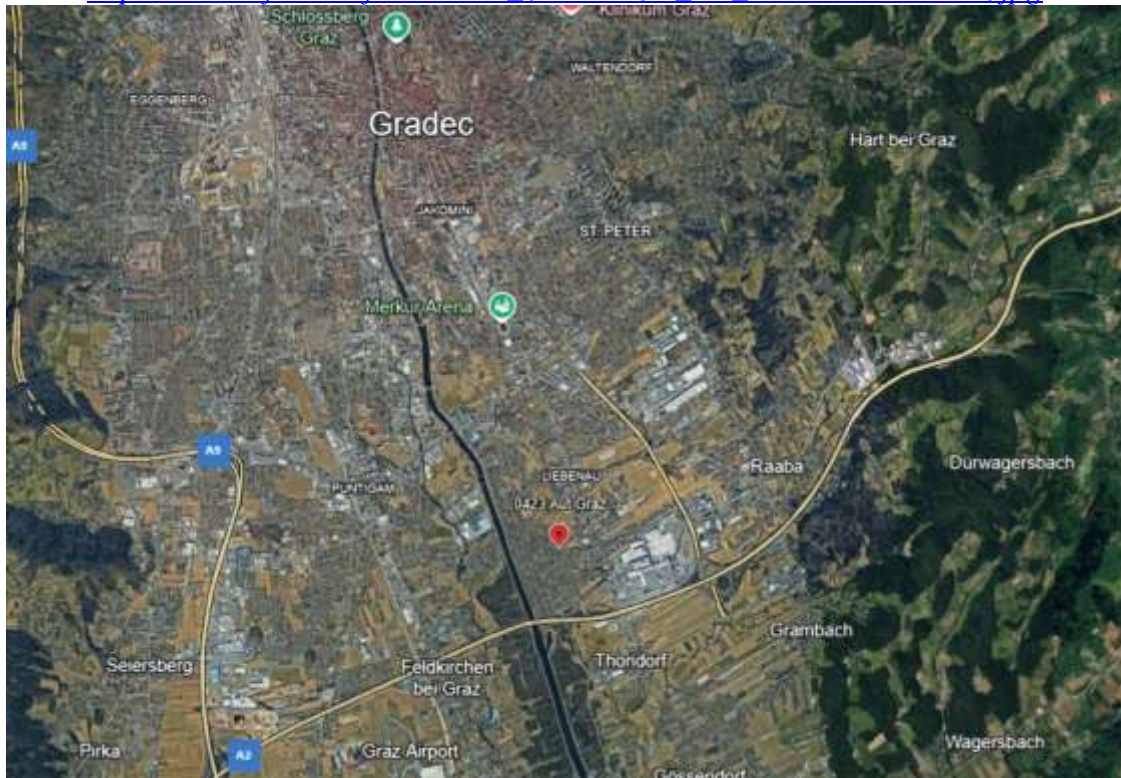 Schlossberg
Graz
Klinikum Graz
WALTENDORF
EGGENBERG
Gradec
Hart bei Graz
A9
JAKOMINI
ST. PETER
Merkur Arena
A9
Raaba
Dürwagersbach
LIEBENAU
PUNTIGAM
Grambach
Seiersberg
Feldkirchen
bei Graz
Thondorf
Pirka
A2
Graz Airport
Wagersbach
Gössendorf